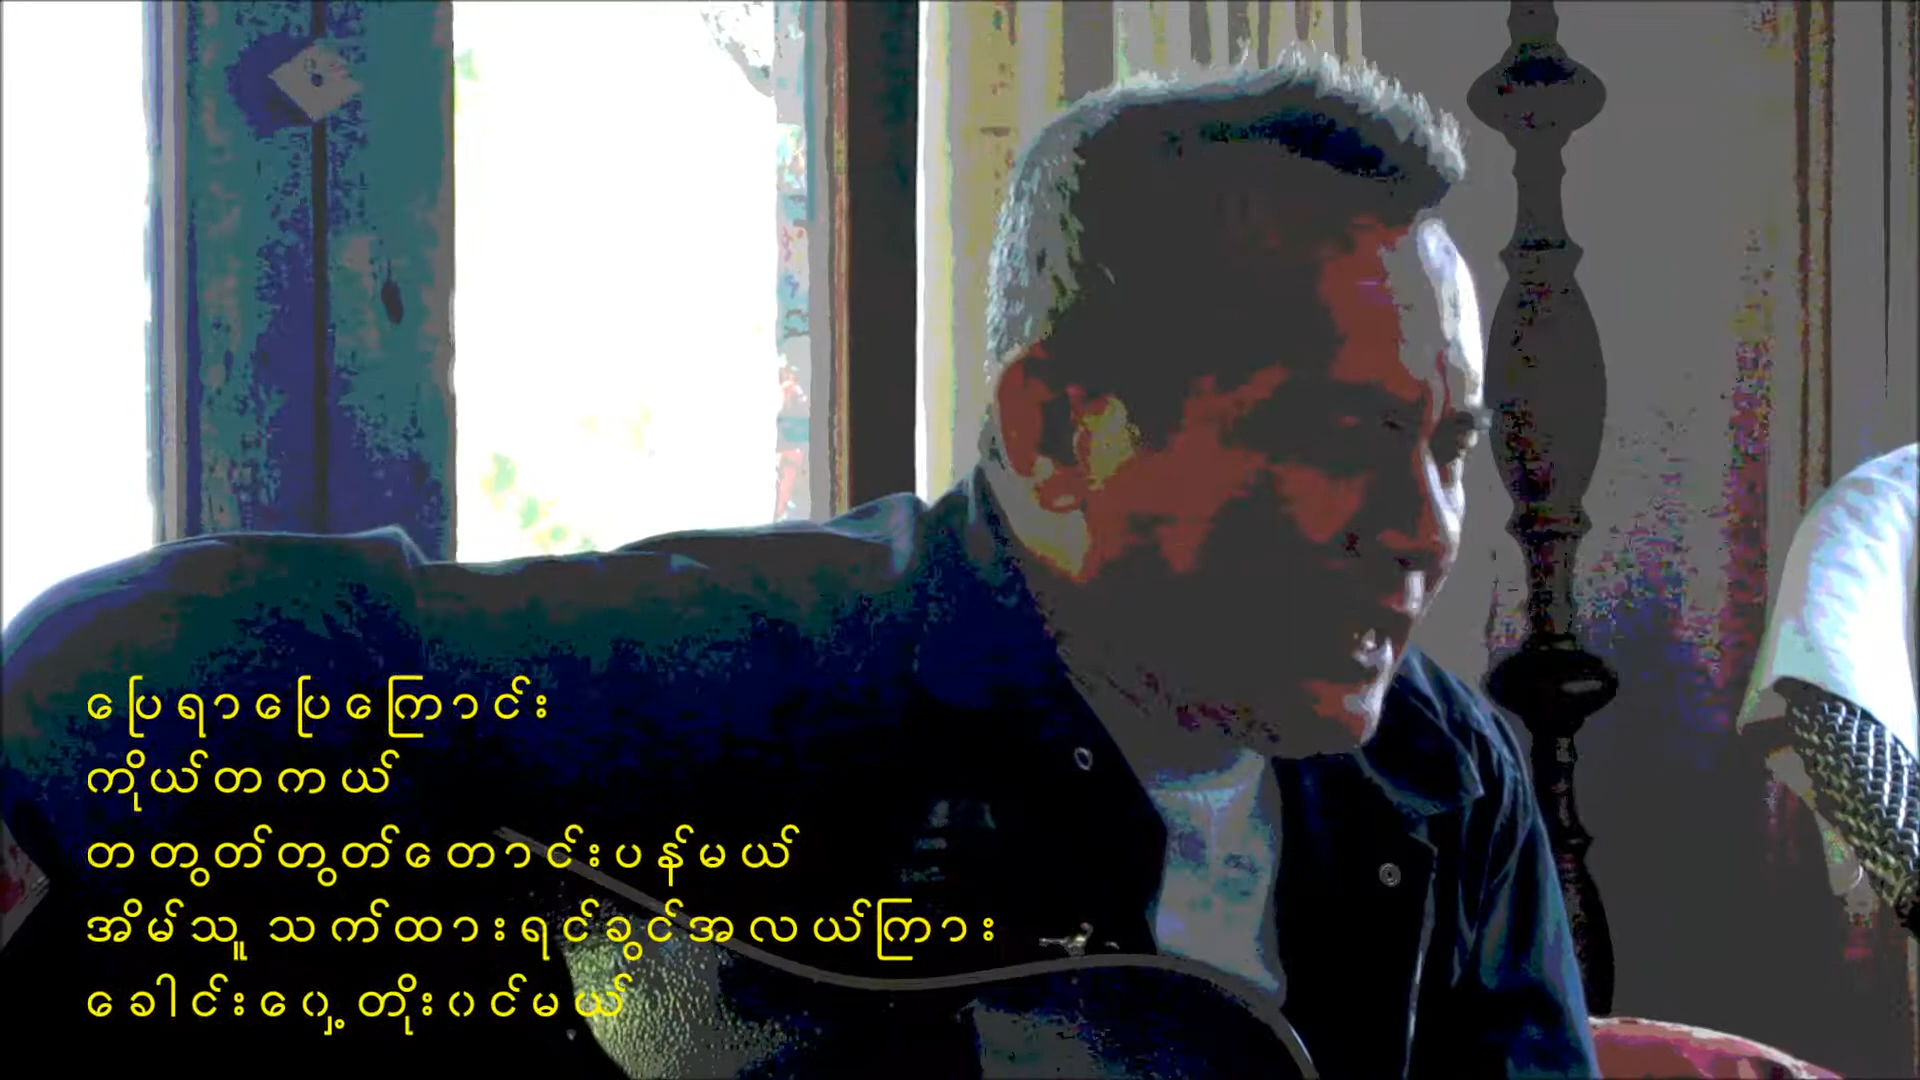 ပြေရာပြေကြောင်း
ကိုယ်တကယ်
တတွတ်တွတ်တောင်းပန်မယ်
အိမ်သူ သက်ထားရင်ခွင်အလယ်ကြား
ခေါင်းငှေ့တိုးဝင်မယ်